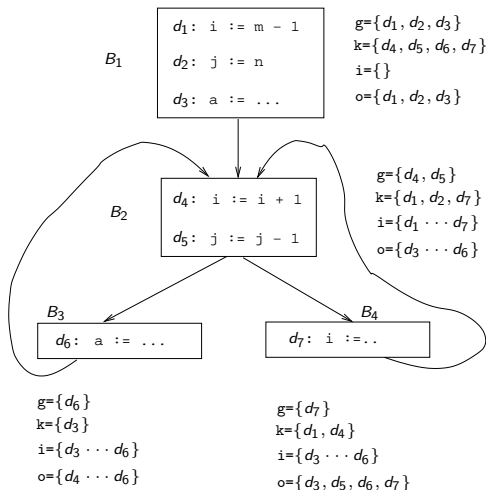 d₁: i := m - 1
d₂: j := n
d₃: a := ...
B₁
g={d₁, d₂, d₃}
k={d₄, d₅, d₆, d₇}
i={}
o={d₁, d₂, d₃}
B₂
d₄: i := i + 1
d₅: j := j - 1
g={d₄, d₅}
k={d₁, d₂, d₇}
i={d₁ ⋯ d₇}
o={d₃ ⋯ d₆}
B₃
d₆: a := ...
B₄
d₇: i :=..
g={d₆}
k={d₃}
i={d₃ ⋯ d₆}
o={d₄ ⋯ d₆}
g={d₇}
k={d₁, d₄}
i={d₃ ⋯ d₆}
o={d₃, d₅, d₆, d₇}